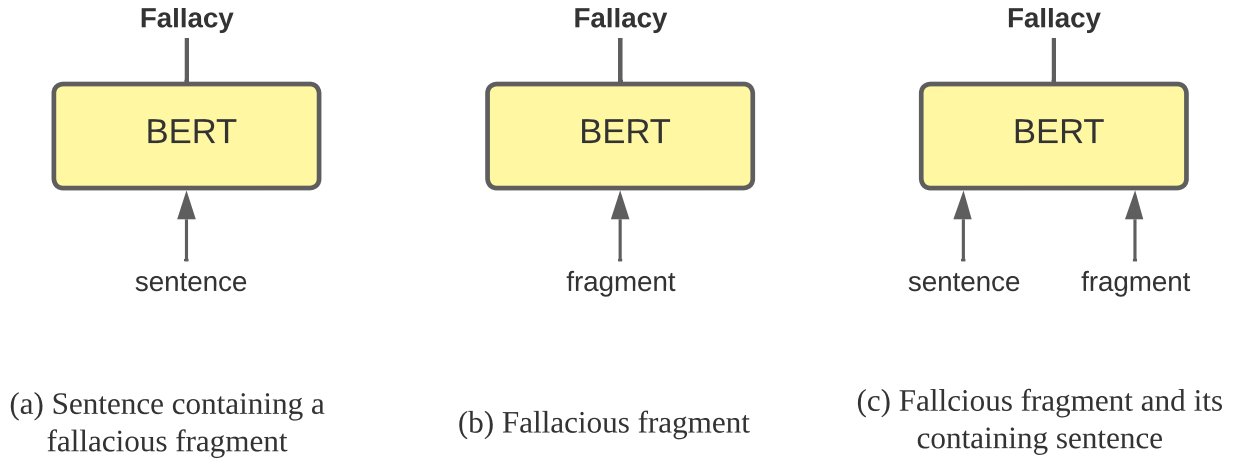 Fallacy
BERT
sentence
(a) Sentence containing a
fallacious fragment
Fallacy
BERT
fragment
(b) Fallacious fragment
Fallacy
BERT
sentence
fragment
(c) Fallcious fragment and its
containing sentence